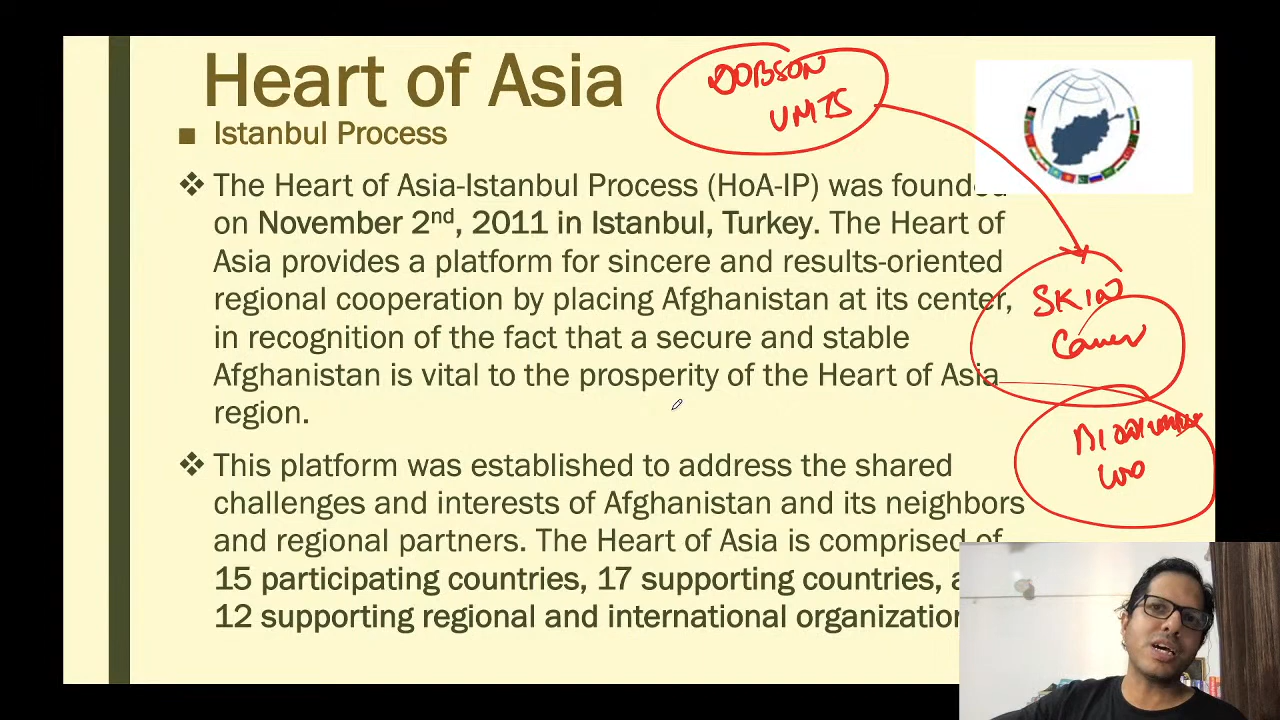 Heart of Asia
DOBSON
UNITS
■ Istanbul Process
❖ The Heart of Asia-Istanbul Process (HoA-IP) was founded
on November 2nd, 2011 in Istanbul, Turkey. The Heart of
Asia provides a platform for sincere and results-oriented
regional cooperation by placing Afghanistan at its center,
in recognition of the fact that a secure and stable
Afghanistan is vital to the prosperity of the Heart of Asia
region.
SKIN
Cancer
❖ This platform was established to address the shared
challenges and interests of Afghanistan and its neighbors
and regional partners. The Heart of Asia is comprised of
15 participating countries, 17 supporting countries,
12 supporting regional and international